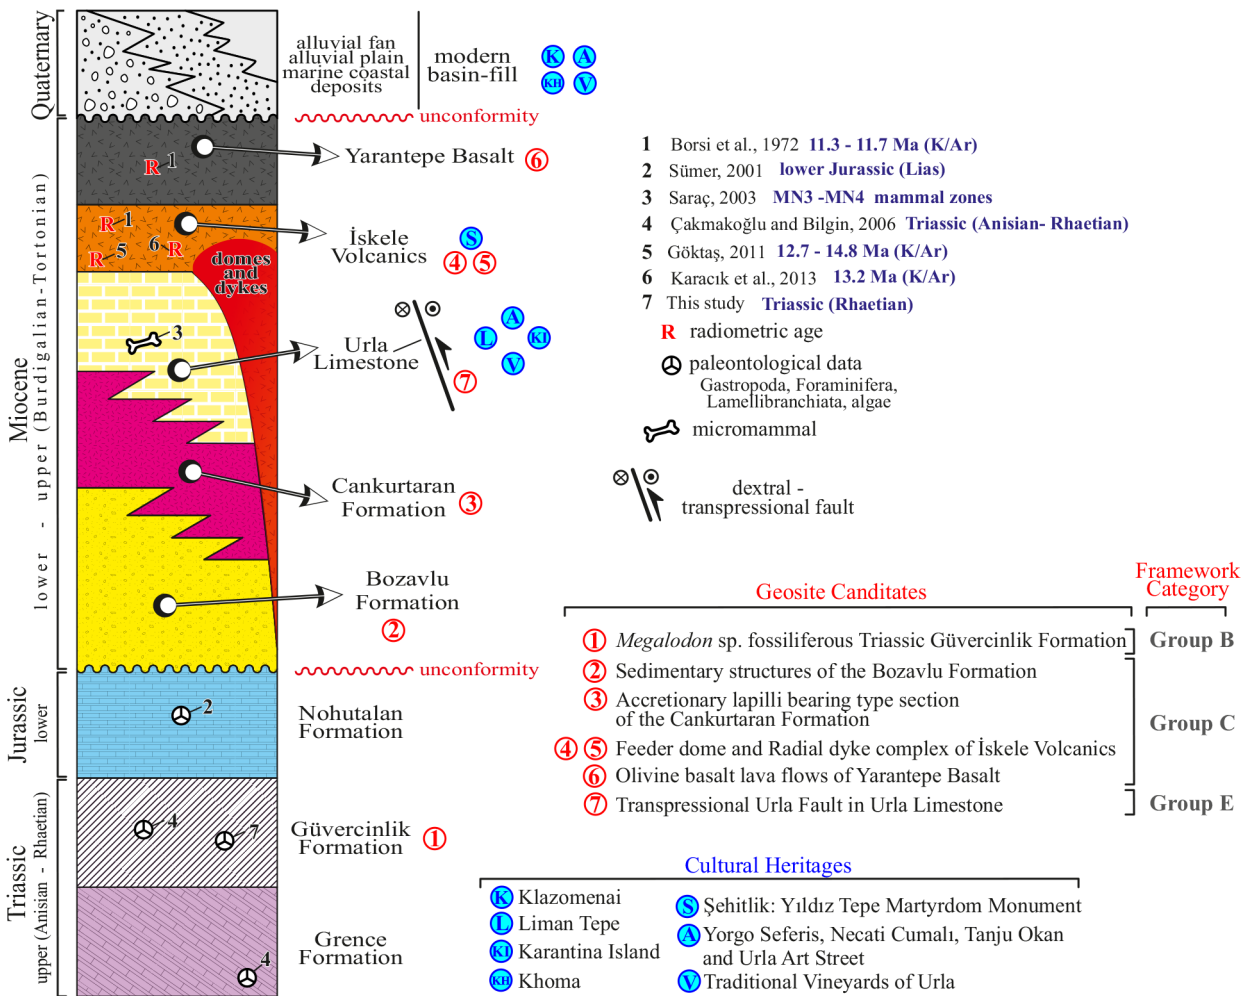 Quaternary
alluvial fan
alluvial plain
marine coastal
deposits
modern
basin-fill
K
A
KH
V
unconformity
Miocene
lower - upper (Burdigalian-Tortonian)
R 1
Yarantepe Basalt 6
R 1
R 5
6 R
İskele
Volcanics
S
4 5
domes
and
dykes
3
Urla
Limestone
7
A
L
KI
V
Cankurtaran
Formation 3
Bozavlu
Formation
2
unconformity
Jurassic
lower
2
Nohutalan
Formation
Triassic
upper (Anisian - Rhaetian)
4
7
Güvercinlik
Formation 1
Grence
Formation
4
1 Borsi et al., 1972 11.3 - 11.7 Ma (K/Ar)
2 Sümer, 2001 lower Jurassic (Lias)
3 Saraç, 2003 MN3 -MN4 mammal zones
4 Çakmakoğlu and Bilgin, 2006 Triassic (Anisian- Rhaetian)
5 Göktaş, 2011 12.7 - 14.8 Ma (K/Ar)
6 Karacık et al., 2013 13.2 Ma (K/Ar)
7 This study Triassic (Rhaetian)
R radiometric age
paleontological data
Gastropoda, Foraminifera,
Lamellibranchiata, algae
micromammal
dextral -
transpressional fault
Geosite Canditates
Framework
Category
1 Megalodon sp. fossiliferous Triassic Güvercinlik Formation
Group B
2 Sedimentary structures of the Bozavlu Formation
3 Accretionary lapilli bearing type section
of the Cankurtaran Formation
Group C
4 5 Feeder dome and Radial dyke complex of İskele Volcanics
6 Olivine basalt lava flows of Yarantepe Basalt
7 Transpressional Urla Fault in Urla Limestone
Group E
Cultural Heritages
K Klazomenai
L Liman Tepe
KI Karantina Island
KH Khoma
S Şehitlik: Yıldız Tepe Martyrdom Monument
A Yorgo Seferis, Necati Cumalı, Tanju Okan
and Urla Art Street
V Traditional Vineyards of Urla